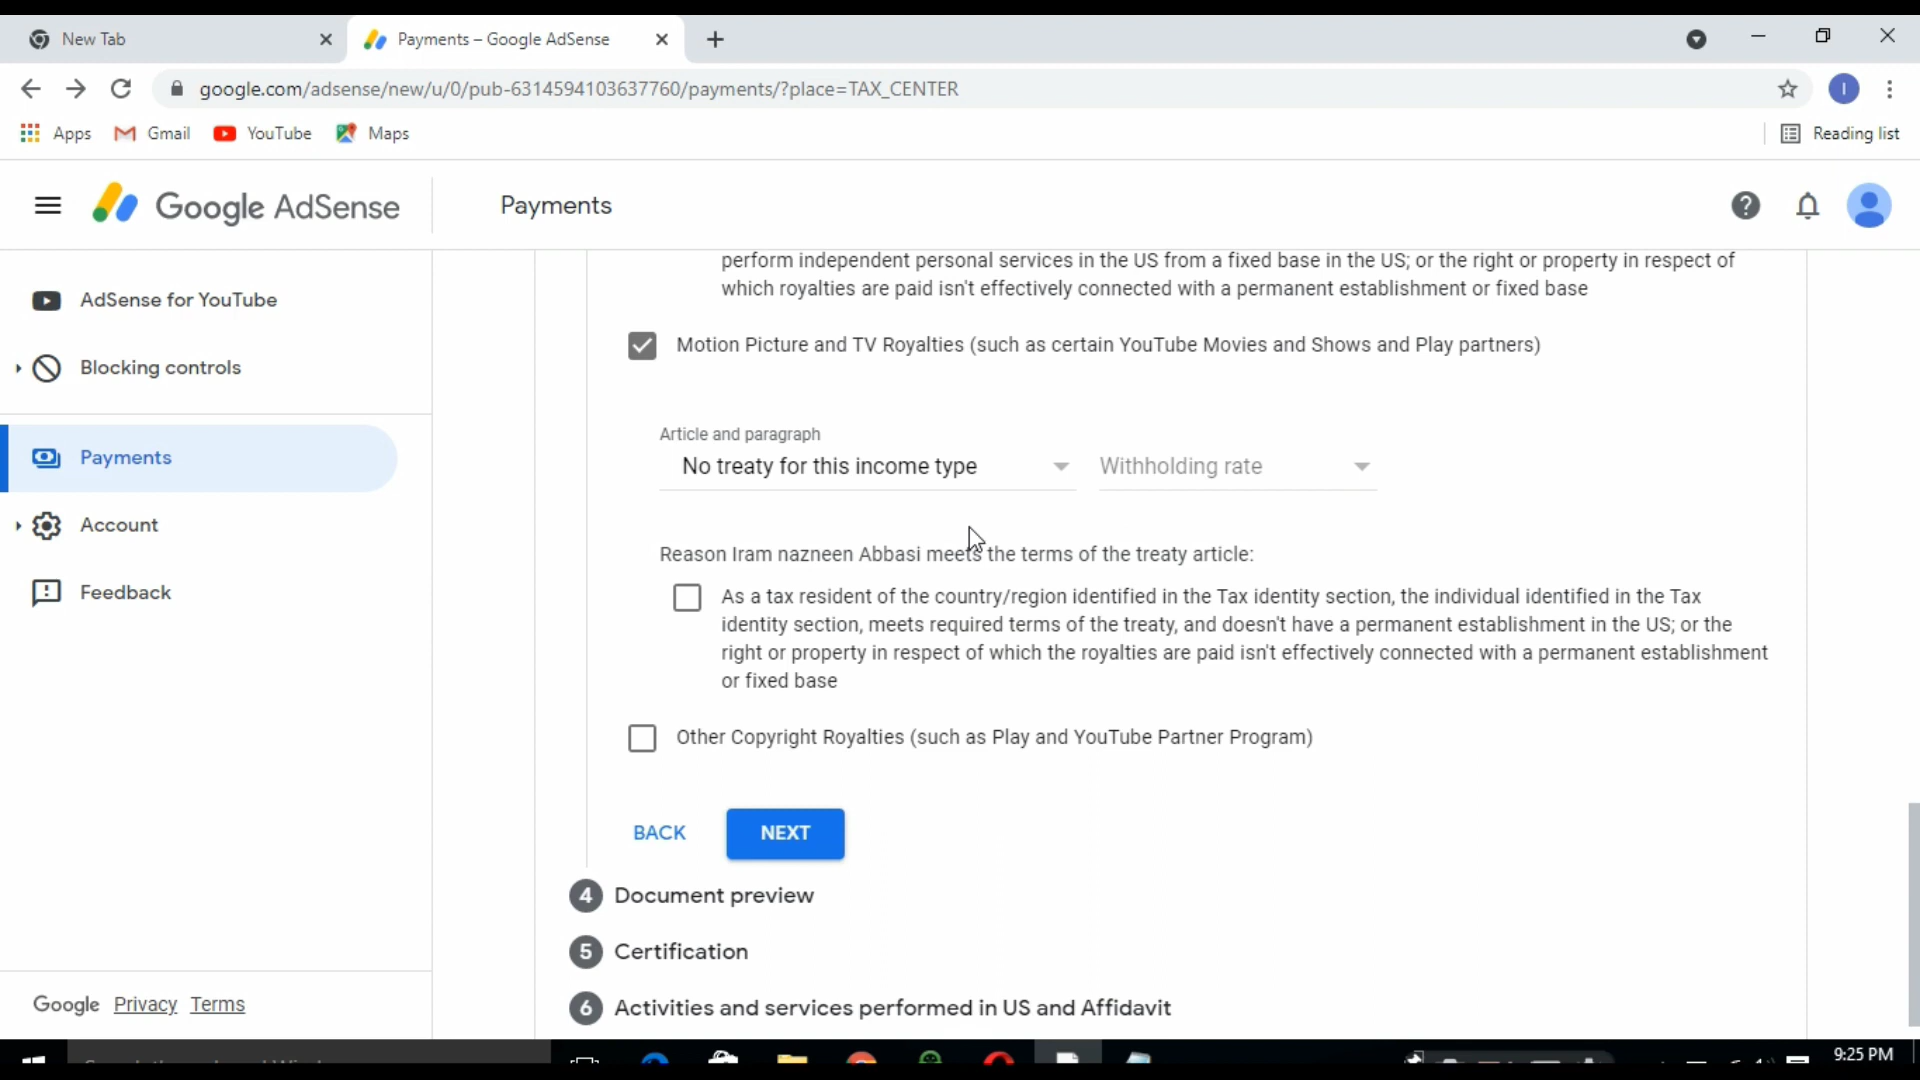 New Tab
Payments – Google AdSense
google.com/adsense/new/u/0/pub-6314594103637760/payments/?place=TAX_CENTER
I
Apps
Gmail
YouTube
Maps
Reading list
Google AdSense
Payments
AdSense for YouTube
Blocking controls
Payments
Account
Feedback
perform independent personal services in the US from a fixed base in the US; or the right or property in respect of
which royalties are paid isn't effectively connected with a permanent establishment or fixed base
Motion Picture and TV Royalties (such as certain YouTube Movies and Shows and Play partners)
Article and paragraph
No treaty for this income type
Withholding rate
Reason Iram nazneen Abbasi meets the terms of the treaty article:
As a tax resident of the country/region identified in the Tax identity section, the individual identified in the Tax
identity section, meets required terms of the treaty, and doesn't have a permanent establishment in the US; or the
right or property in respect of which the royalties are paid isn't effectively connected with a permanent establishment
or fixed base
Other Copyright Royalties (such as Play and YouTube Partner Program)
BACK
NEXT
4 Document preview
5 Certification
6 Activities and services performed in US and Affidavit
Google Privacy Terms
9:25 PM